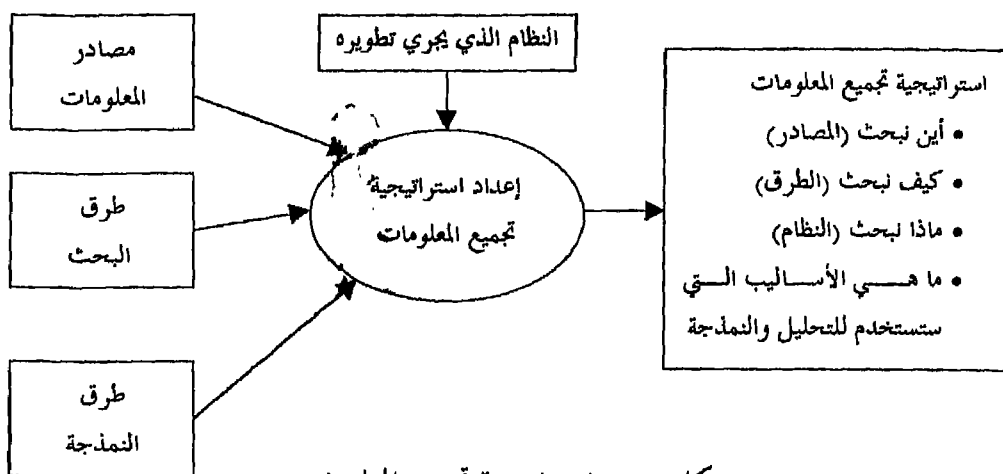 مصادر
المعلومات
النظام الذي يجري تطويره
طرق
البحث
إعداد استراتيجية
تجميع المعلومات
طرق
النمذجة
استراتيجية تجميع المعلومات
• أين نبحث (المصادر)
• كيف نبحث (الطرق)
• ماذا نبحث (النظام)
• ما هي الأساليب التي
ستستخدم للتحليل والنمذجة